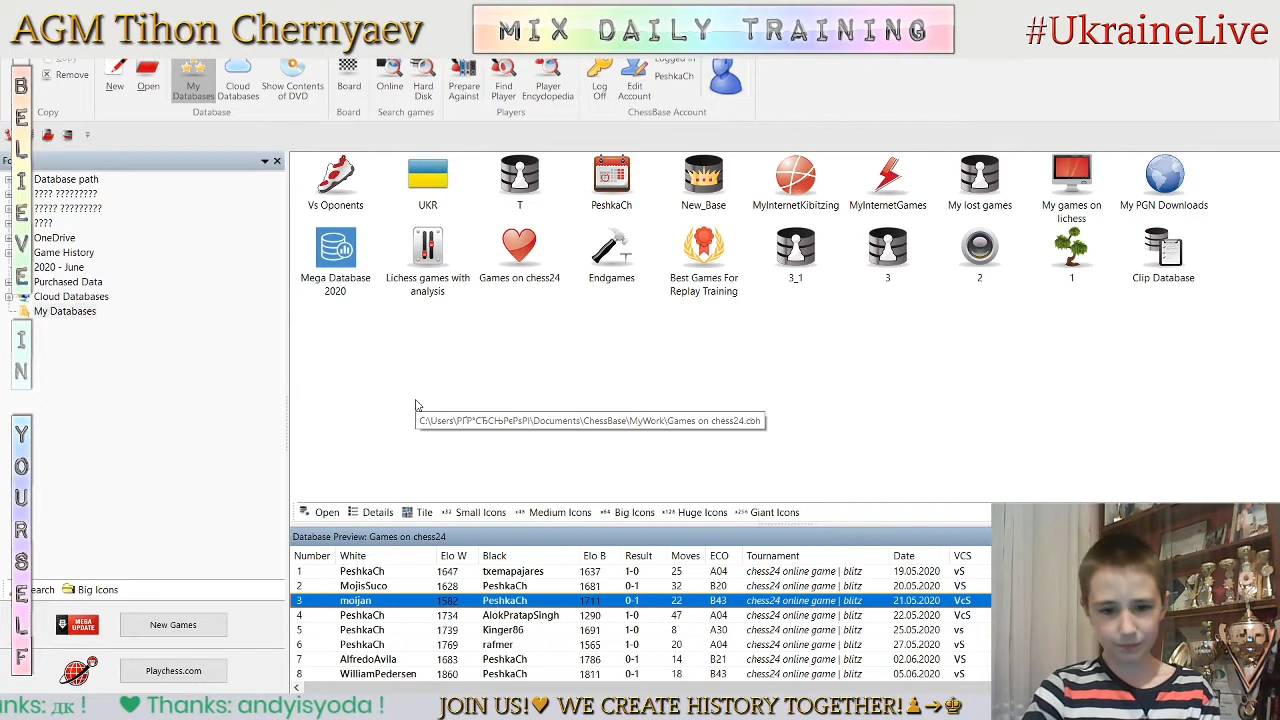 AGM Tihon Chernyaev
MIX DAILY TRAINING
#UkraineLive
BELIEVE
IN
YOURSELF
Remove
Copy
New
Open
My Databases
Cloud Databases
Show Contents of DVD
Database
Board
Board
Online
Hard Disk
Search games
Prepare Against
Find Player
Player Encyclopedia
Players
Log Off
Edit Account
PeshkaCh
ChessBase Account
Database path
???? ?????????
????? ?????????
????
OneDrive
Game History
2020 - June
Purchased Data
Cloud Databases
My Databases
Vs Oponents
UKR
T
PeshkaCh
New_Base
MyInternetKibitzing
MyInternetGames
My lost games
My games on lichess
My PGN Downloads
Mega Database 2020
Lichess games with analysis
Games on chess24
Endgames
Best Games For Replay Training
3_1
3
2
1
Clip Database
Open Details Tile x32 Small Icons x48 Medium Icons x64 Big Icons x128 Huge Icons x256 Giant Icons
Database Preview: Games on chess24
Number White Elo W Black Elo B Result Moves ECO Tournament Date VCS
1 PeshkaCh 1647 txemapajares 1637 1-0 25 A04 chess24 online game | blitz 19.05.2020 vS
2 MojisSuco 1628 PeshkaCh 1681 0-1 32 B20 chess24 online game | blitz 20.05.2020 vS
3 moijan 1582 PeshkaCh 1711 0-1 22 B43 chess24 online game | blitz 21.05.2020 VcS
4 PeshkaCh 1734 AlokPratapSingh 1290 1-0 47 A04 chess24 online game | blitz 22.05.2020 VcS
5 PeshkaCh 1739 Kinger86 1691 1-0 8 A30 chess24 online game | blitz 25.05.2020 vs
6 PeshkaCh 1769 rafmer 1565 1-0 20 A04 chess24 online game | blitz 25.05.2020 vS
7 AlfredoAvila 1683 PeshkaCh 1786 0-1 14 B21 chess24 online game | blitz 02.06.2020 vS
8 WilliamPedersen 1860 PeshkaCh 1811 0-1 18 B43 chess24 online game | blitz 05.06.2020 vS
Big Icons
MEGA UPDATE
New Games
Playchess.com
Thanks: andyisyoda !
JOIN US! WE CREATE HISTORY TOGETHER!